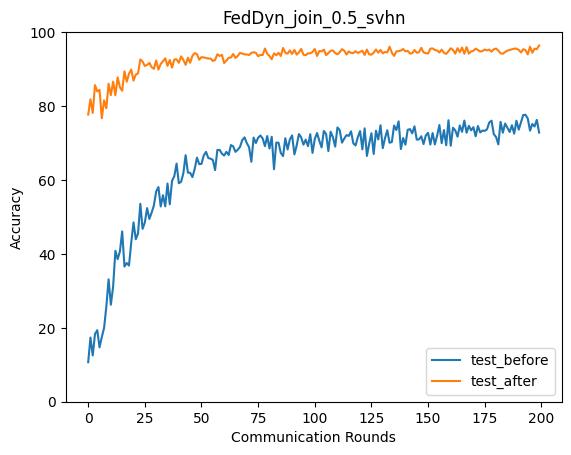 FedDyn_join_0.5_svhn
100
80
60
40
20
0
Accuracy
0 25 50 75 100 125 150 175 200
Communication Rounds
test_before
test_after